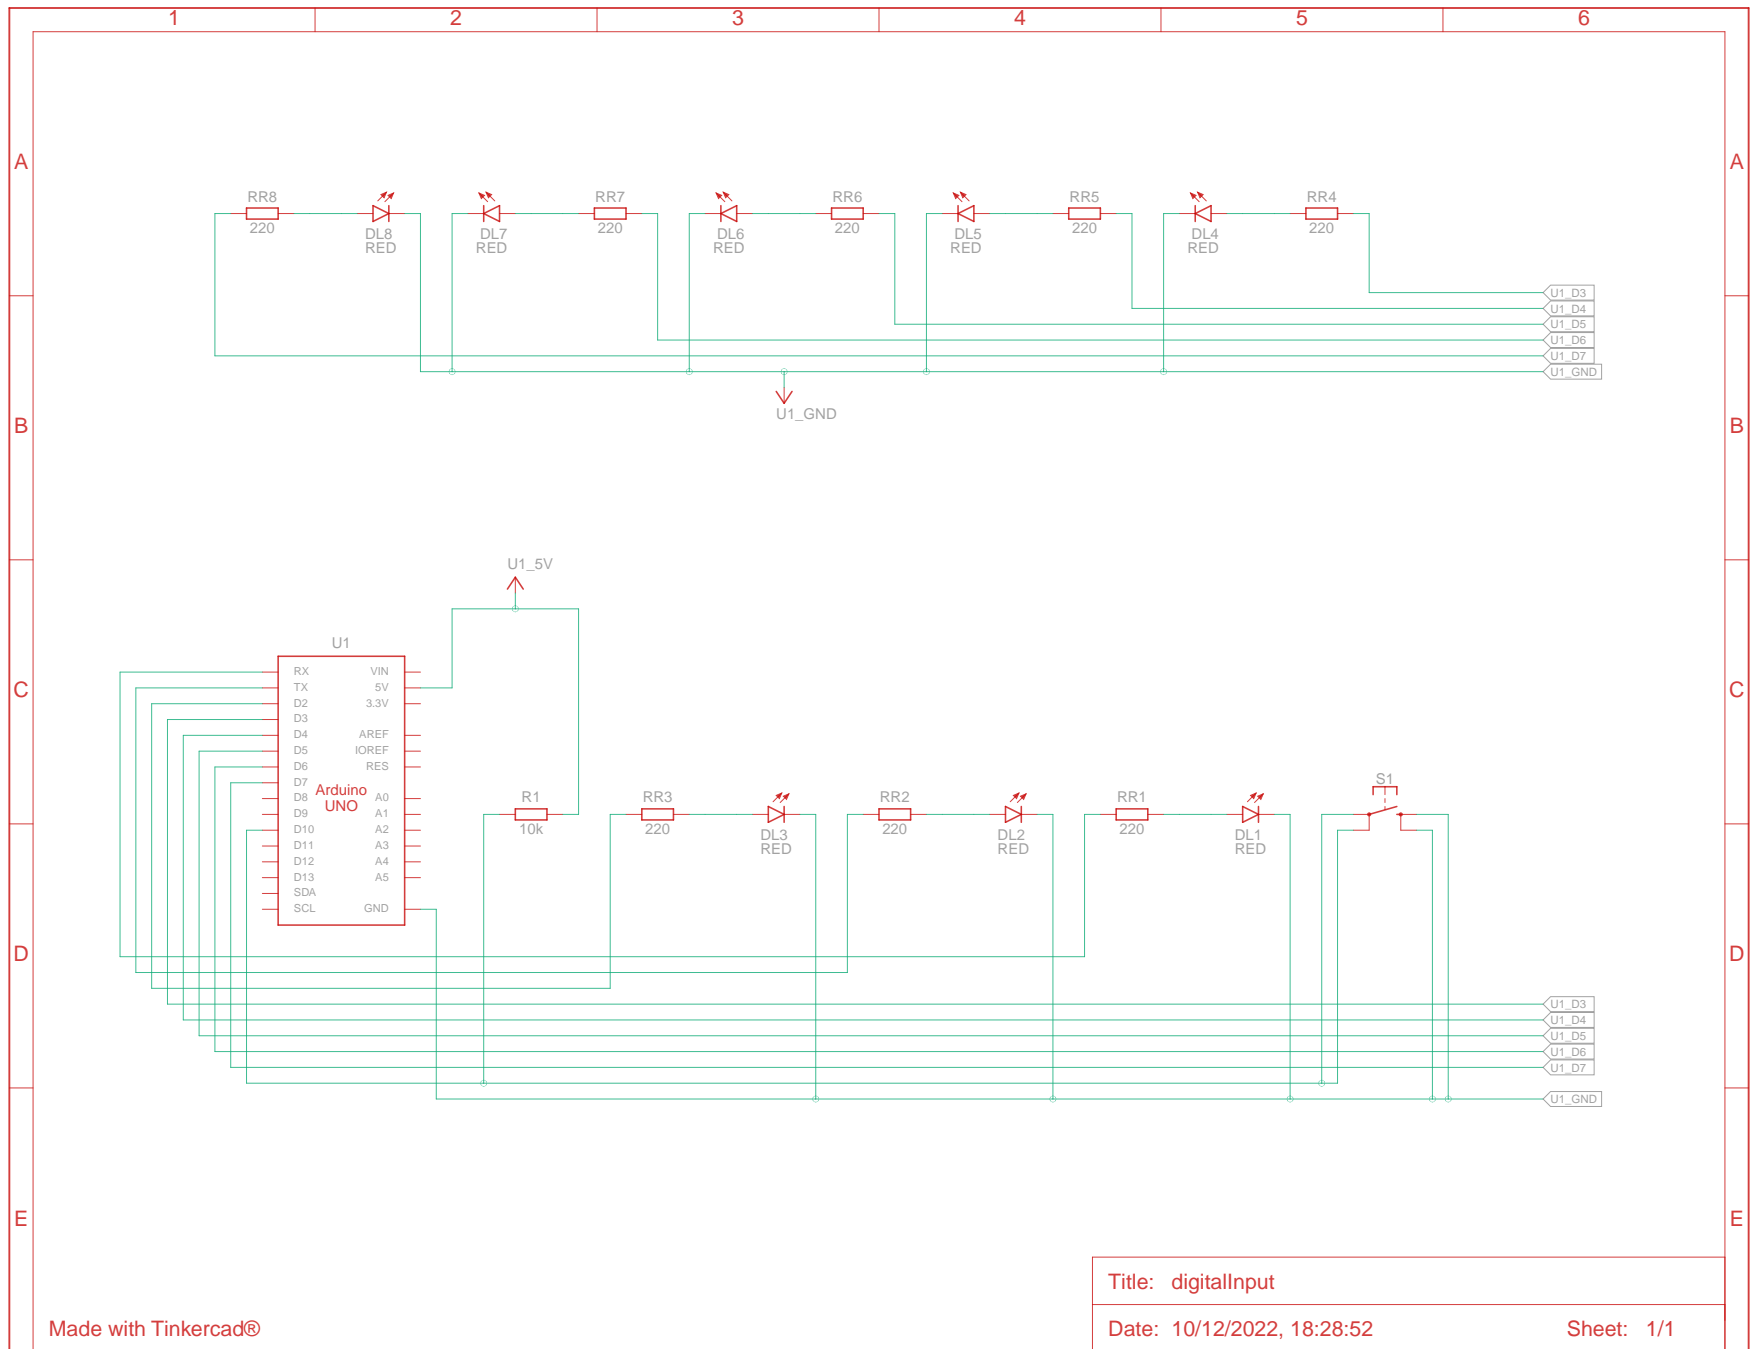 1 2 3 4 5 6
A A
RR8 RR7 RR6 RR5 RR4
220 220 220 220 220
DL8 DL7 DL6 DL5 DL4
RED RED RED RED RED
U1_D3
U1_D4
U1_D5
U1_D6
U1_D7
U1_GND
U1_GND
B B
U1_5V
U1
RX VIN
TX 5V
D2 3.3V
D3
D4 AREF
D5 IOREF
D6 RES
D7
Arduino
UNO
D8 A0
D9 A1
D10 A2
D11 A3
D12 A4
D13 A5
SDA
SCL GND
C C
S1
R1 RR3 RR2 RR1
10k 220 220 220
DL3 DL2 DL1
RED RED RED
D D
U1_D3
U1_D4
U1_D5
U1_D6
U1_D7
U1_GND
E E
Title: digitalInput
Made with Tinkercad®
Date: 10/12/2022, 18:28:52 Sheet: 1/1